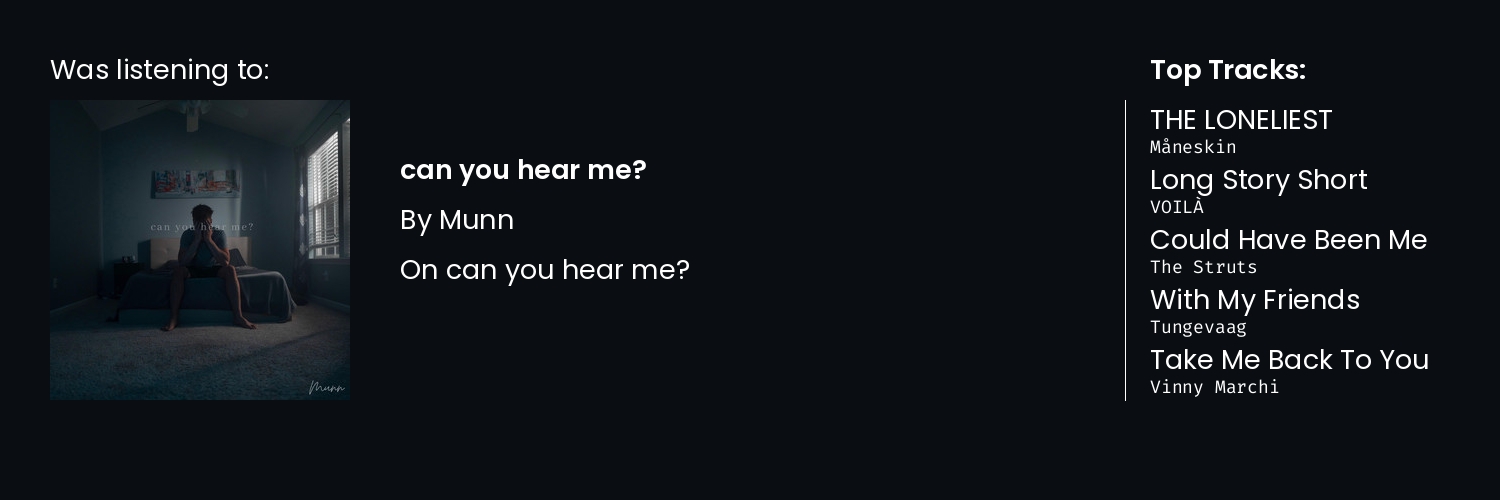 Was listening to:
can you hear me?
Munn
can you hear me?
By Munn
On can you hear me?
Top Tracks:
THE LONELIEST
Måneskin
Long Story Short
VOILÀ
Could Have Been Me
The Struts
With My Friends
Tungevaag
Take Me Back To You
Vinny Marchi